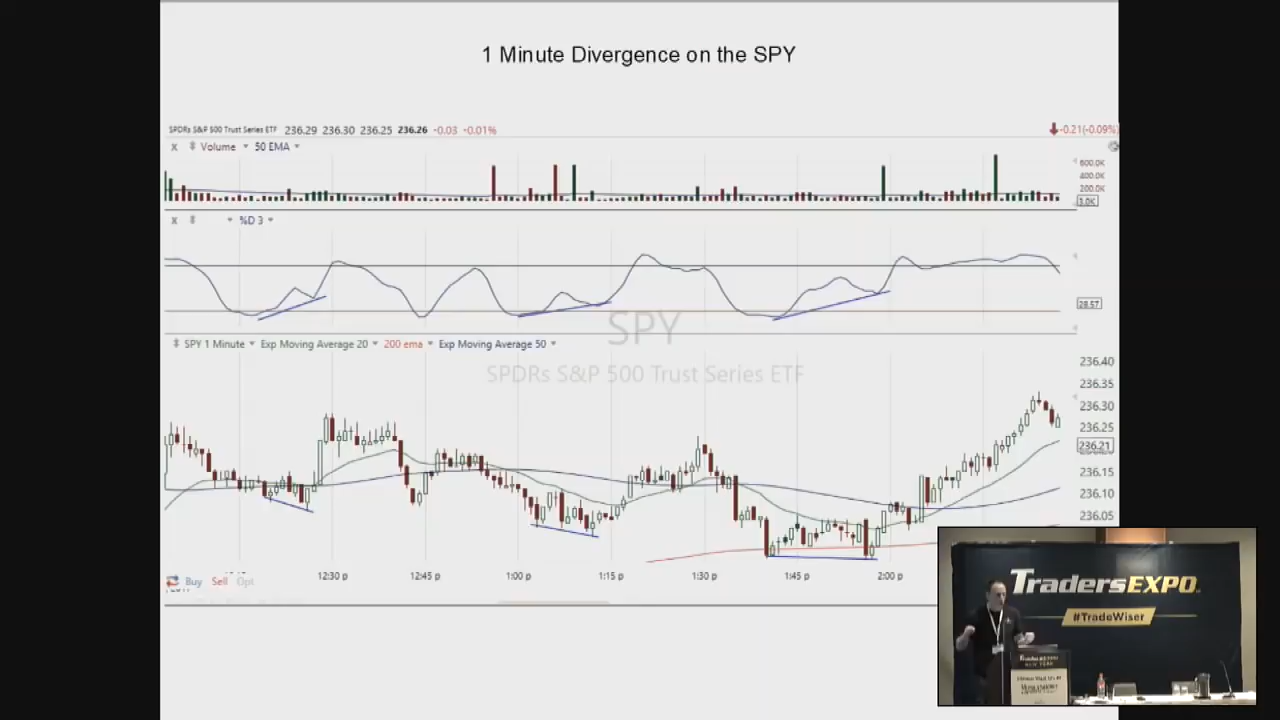 1 Minute Divergence on the SPY
SPDRs S&P 500 Trust Series ETF 236.29 236.30 236.25 236.26 -0.03 -0.01%
-0.21(-0.09%)
x Volume 50 EMA
600.0K
400.0K
200.0K
3.0K
x %D 3
28.57
SPY
SPDRs S&P 500 Trust Series ETF
SPY 1 Minute Exp Moving Average 20 200 ema Exp Moving Average 50
236.40
236.35
236.30
236.25
236.21
236.15
236.10
236.05
12:30 p 12:45 p 1:00 p 1:15 p 1:30 p 1:45 p 2:00 p
Buy Sell Opt
TradersEXPO
#TradeWiser
TradersEXPO
NEW YORK